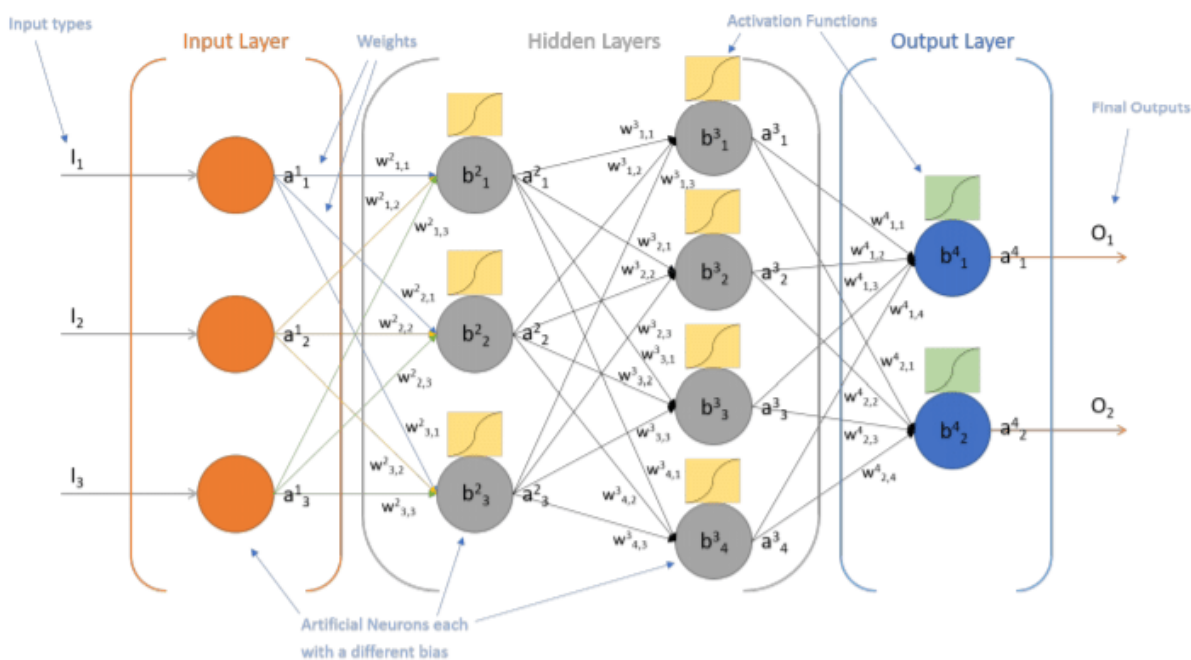 Input types
Input Layer
Weights
Hidden Layers
Activation Functions
Output Layer
Final Outputs
I₁
a¹₁
w²₁,₁
w²₁,₂
w²₁,₃
b²₁
a²₁
w³₁,₁
w³₁,₂
w³₁,₃
b³₁
a³₁
w⁴₁,₁
w⁴₁,₂
w⁴₁,₃
w⁴₁,₄
b⁴₁
a⁴₁
O₁
I₂
a¹₂
w²₂,₁
w²₂,₂
w²₂,₃
b²₂
a²₂
w³₂,₁
w³₂,₂
w³₂,₃
b³₂
a³₂
w³₃,₁
w³₃,₂
w³₃,₃
b³₃
a³₃
w⁴₂,₁
w⁴₂,₂
w⁴₂,₃
w⁴₂,₄
b⁴₂
a⁴₂
O₂
I₃
a¹₃
w²₃,₁
w²₃,₂
w²₃,₃
b²₃
a²₃
w³₄,₁
w³₄,₂
w³₄,₃
b³₄
a³₄
Artificial Neurons each
with a different bias